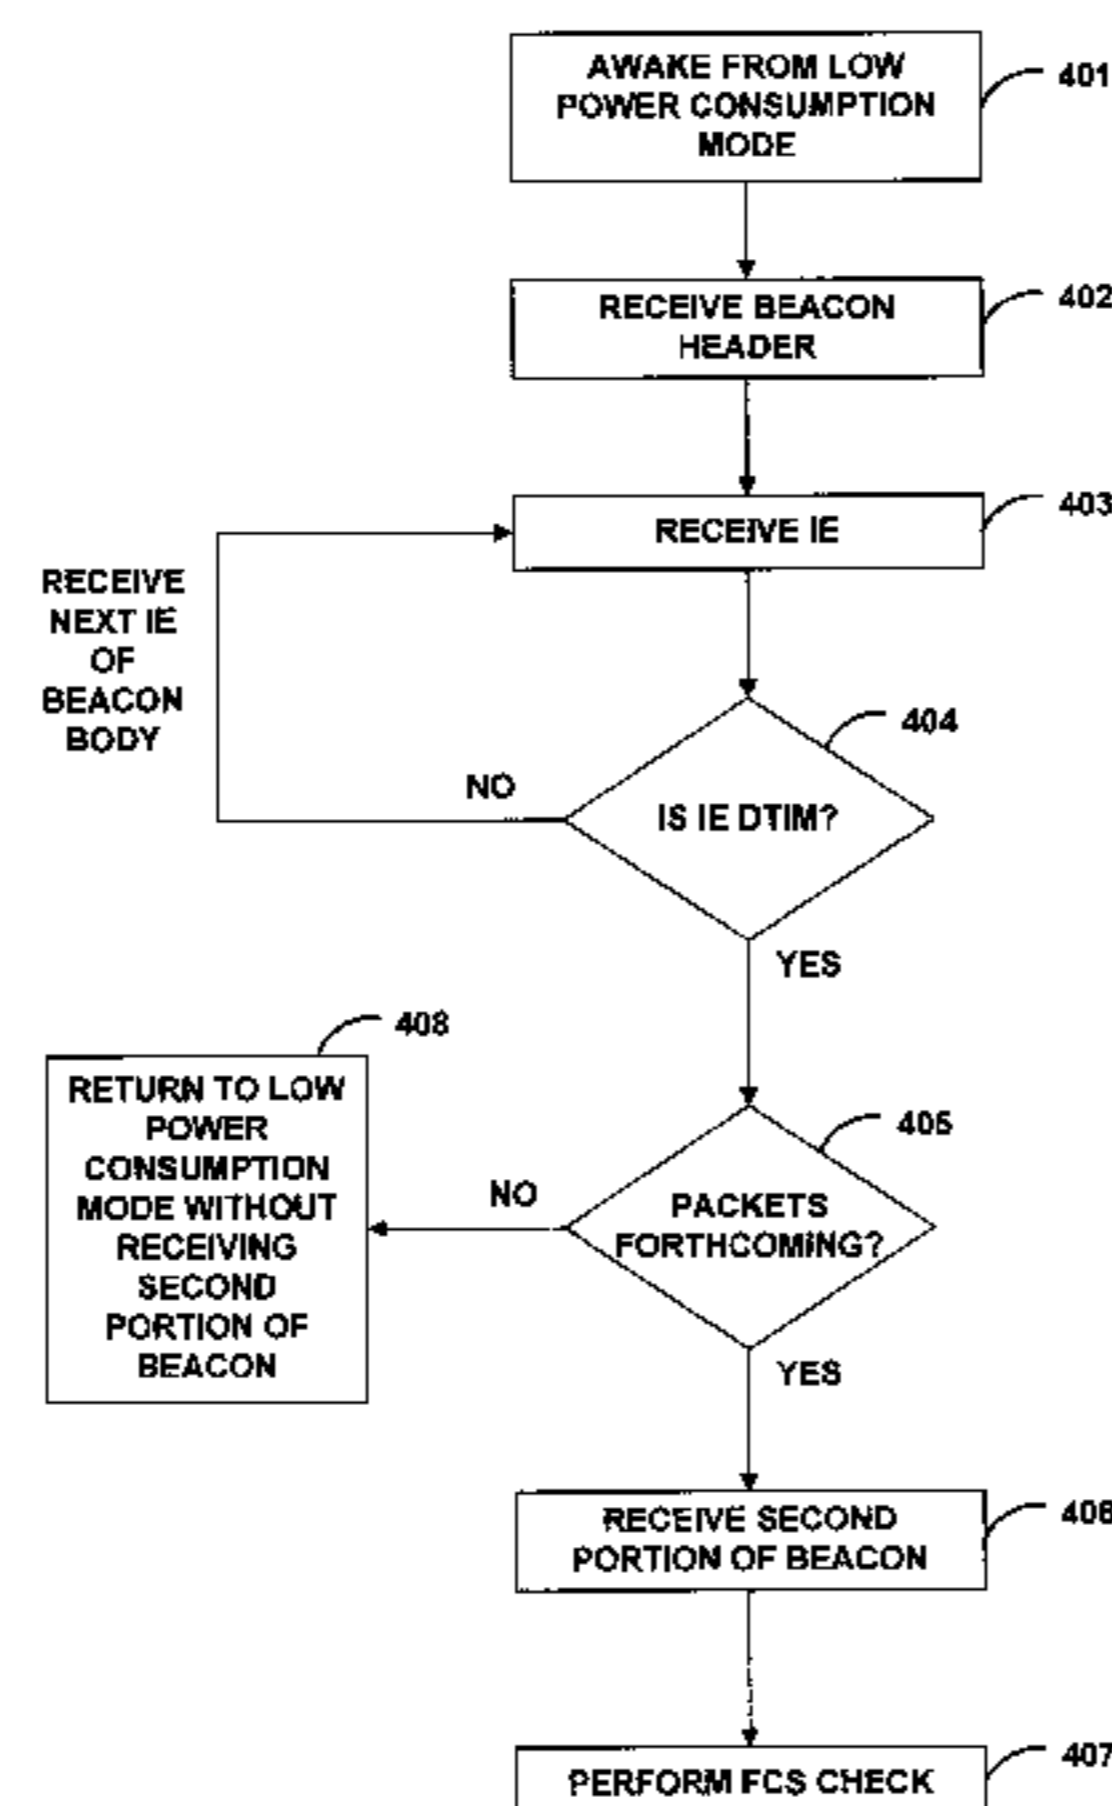 AWAKE FROM LOW
POWER CONSUMPTION
MODE
401
RECEIVE BEACON
HEADER
402
RECEIVE IE
403
RECEIVE
NEXT IE
OF
BEACON
BODY
404
NO
IS IE DTIM?
YES
408
RETURN TO LOW
POWER
CONSUMPTION
MODE WITHOUT
RECEIVING
SECOND
PORTION OF
BEACON
405
NO
PACKETS
FORTHCOMING?
YES
RECEIVE SECOND
PORTION OF BEACON
406
PERFORM FCS CHECK
407